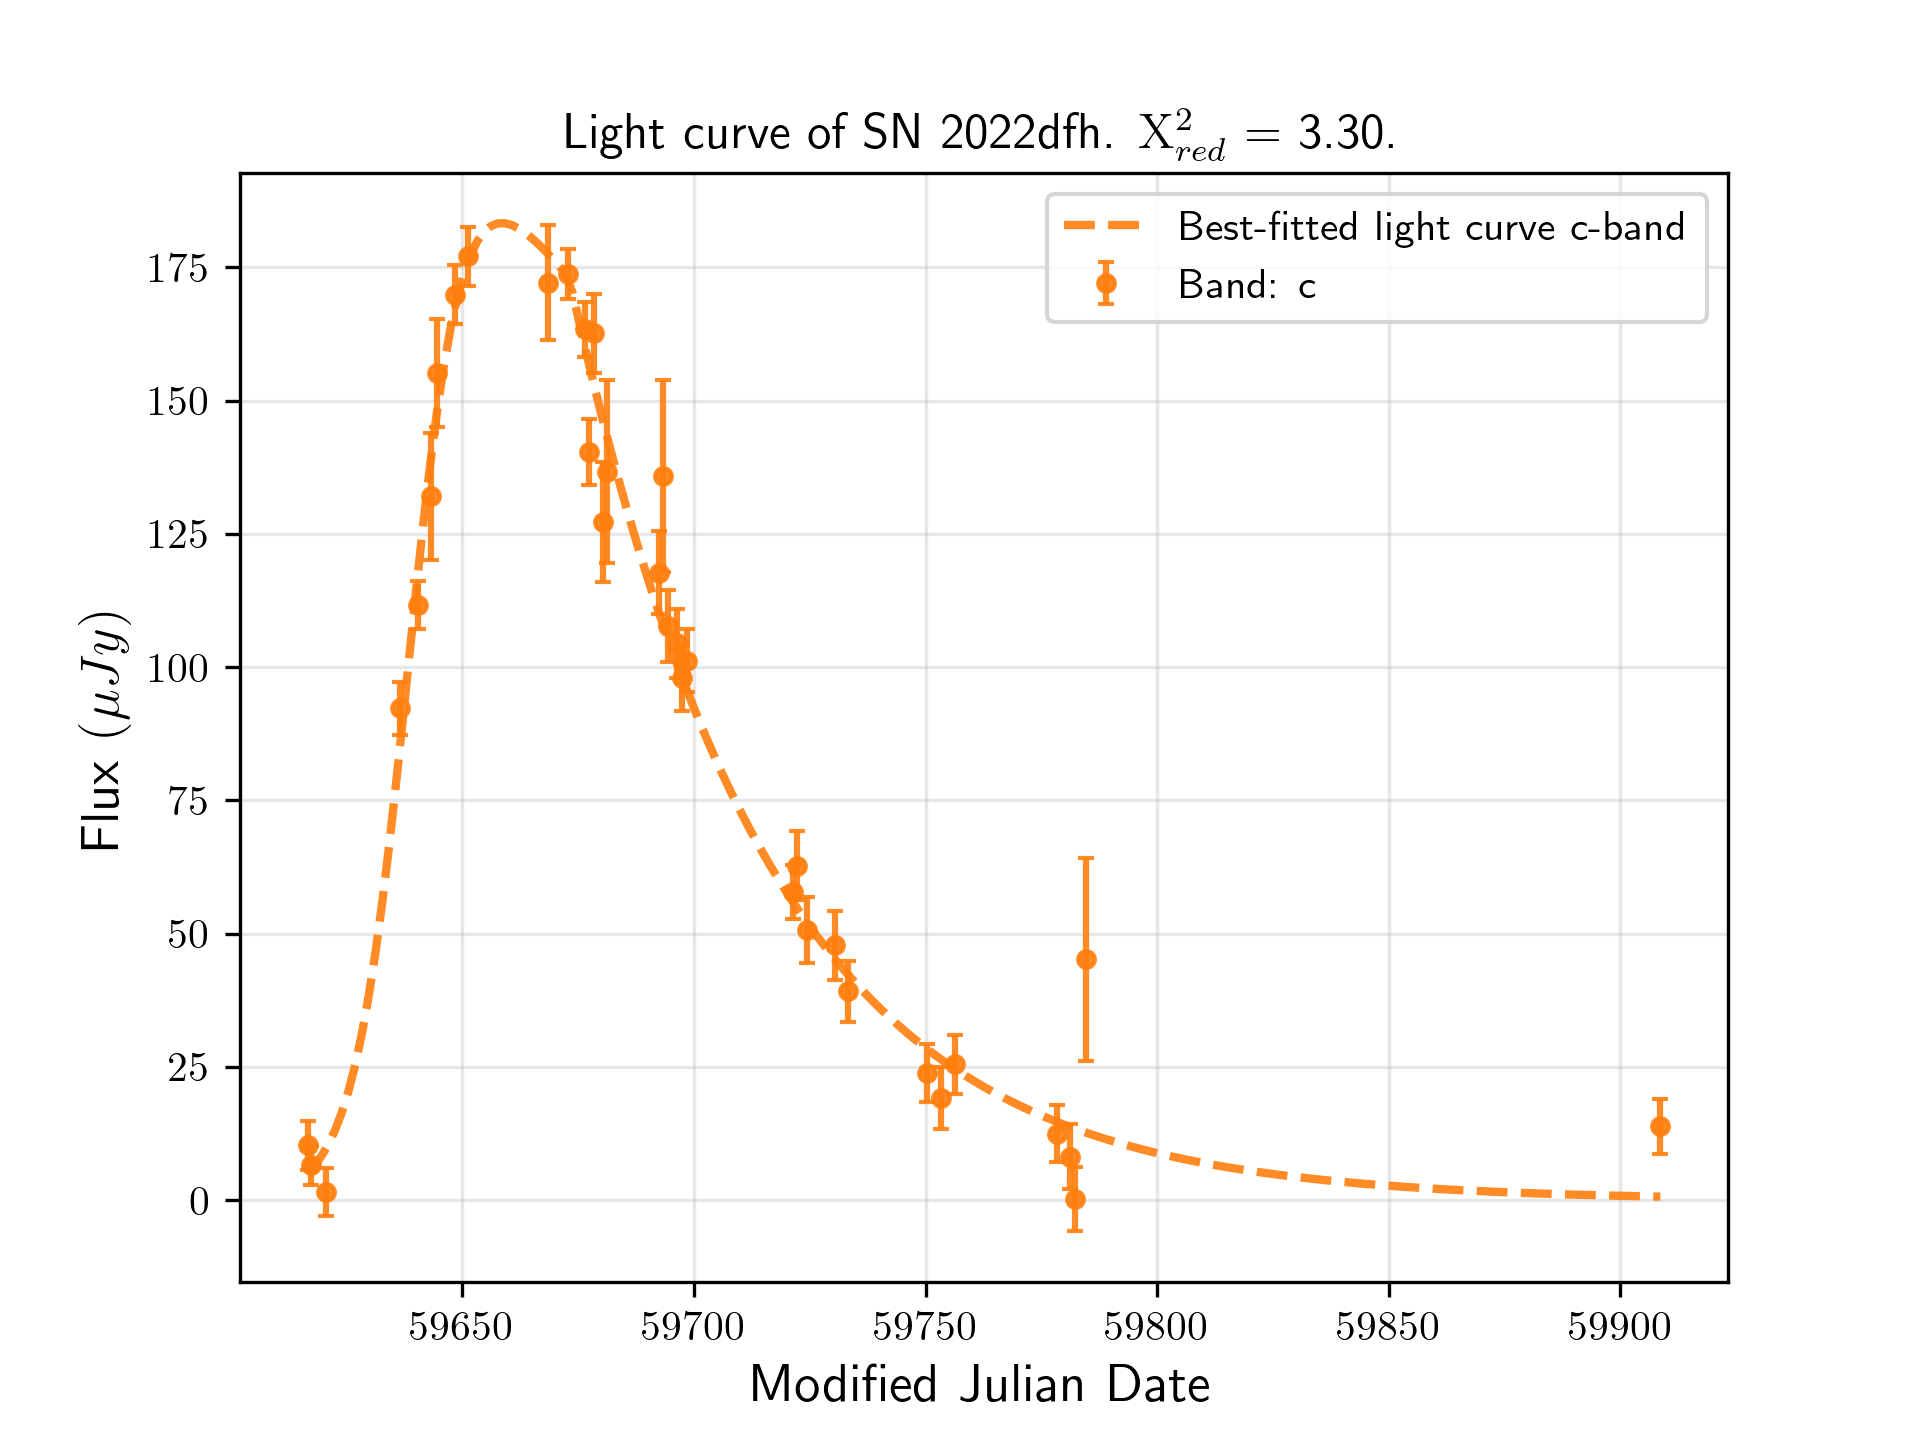 Light curve of SN 2022dfh. X²_red = 3.30.
Best-fitted light curve c-band
Band: c
Flux (μJy)
175
150
125
100
75
50
25
0
59650 59700 59750 59800 59850 59900
Modified Julian Date